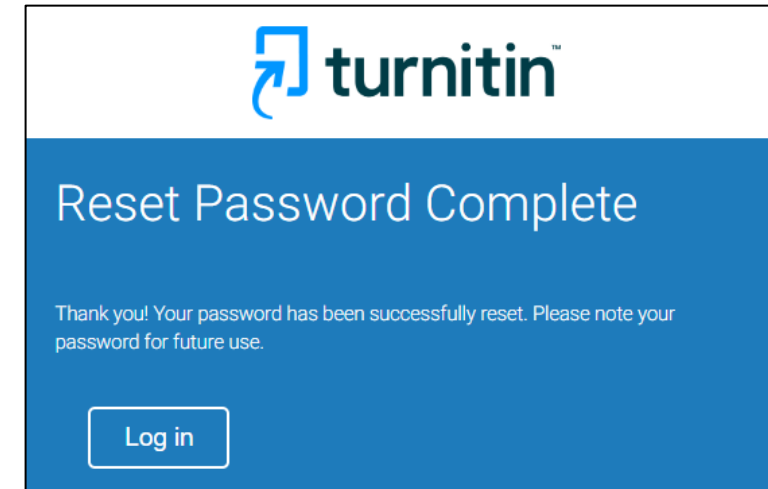 turnitin™
Reset Password Complete
Thank you! Your password has been successfully reset. Please note your
password for future use.
Log in